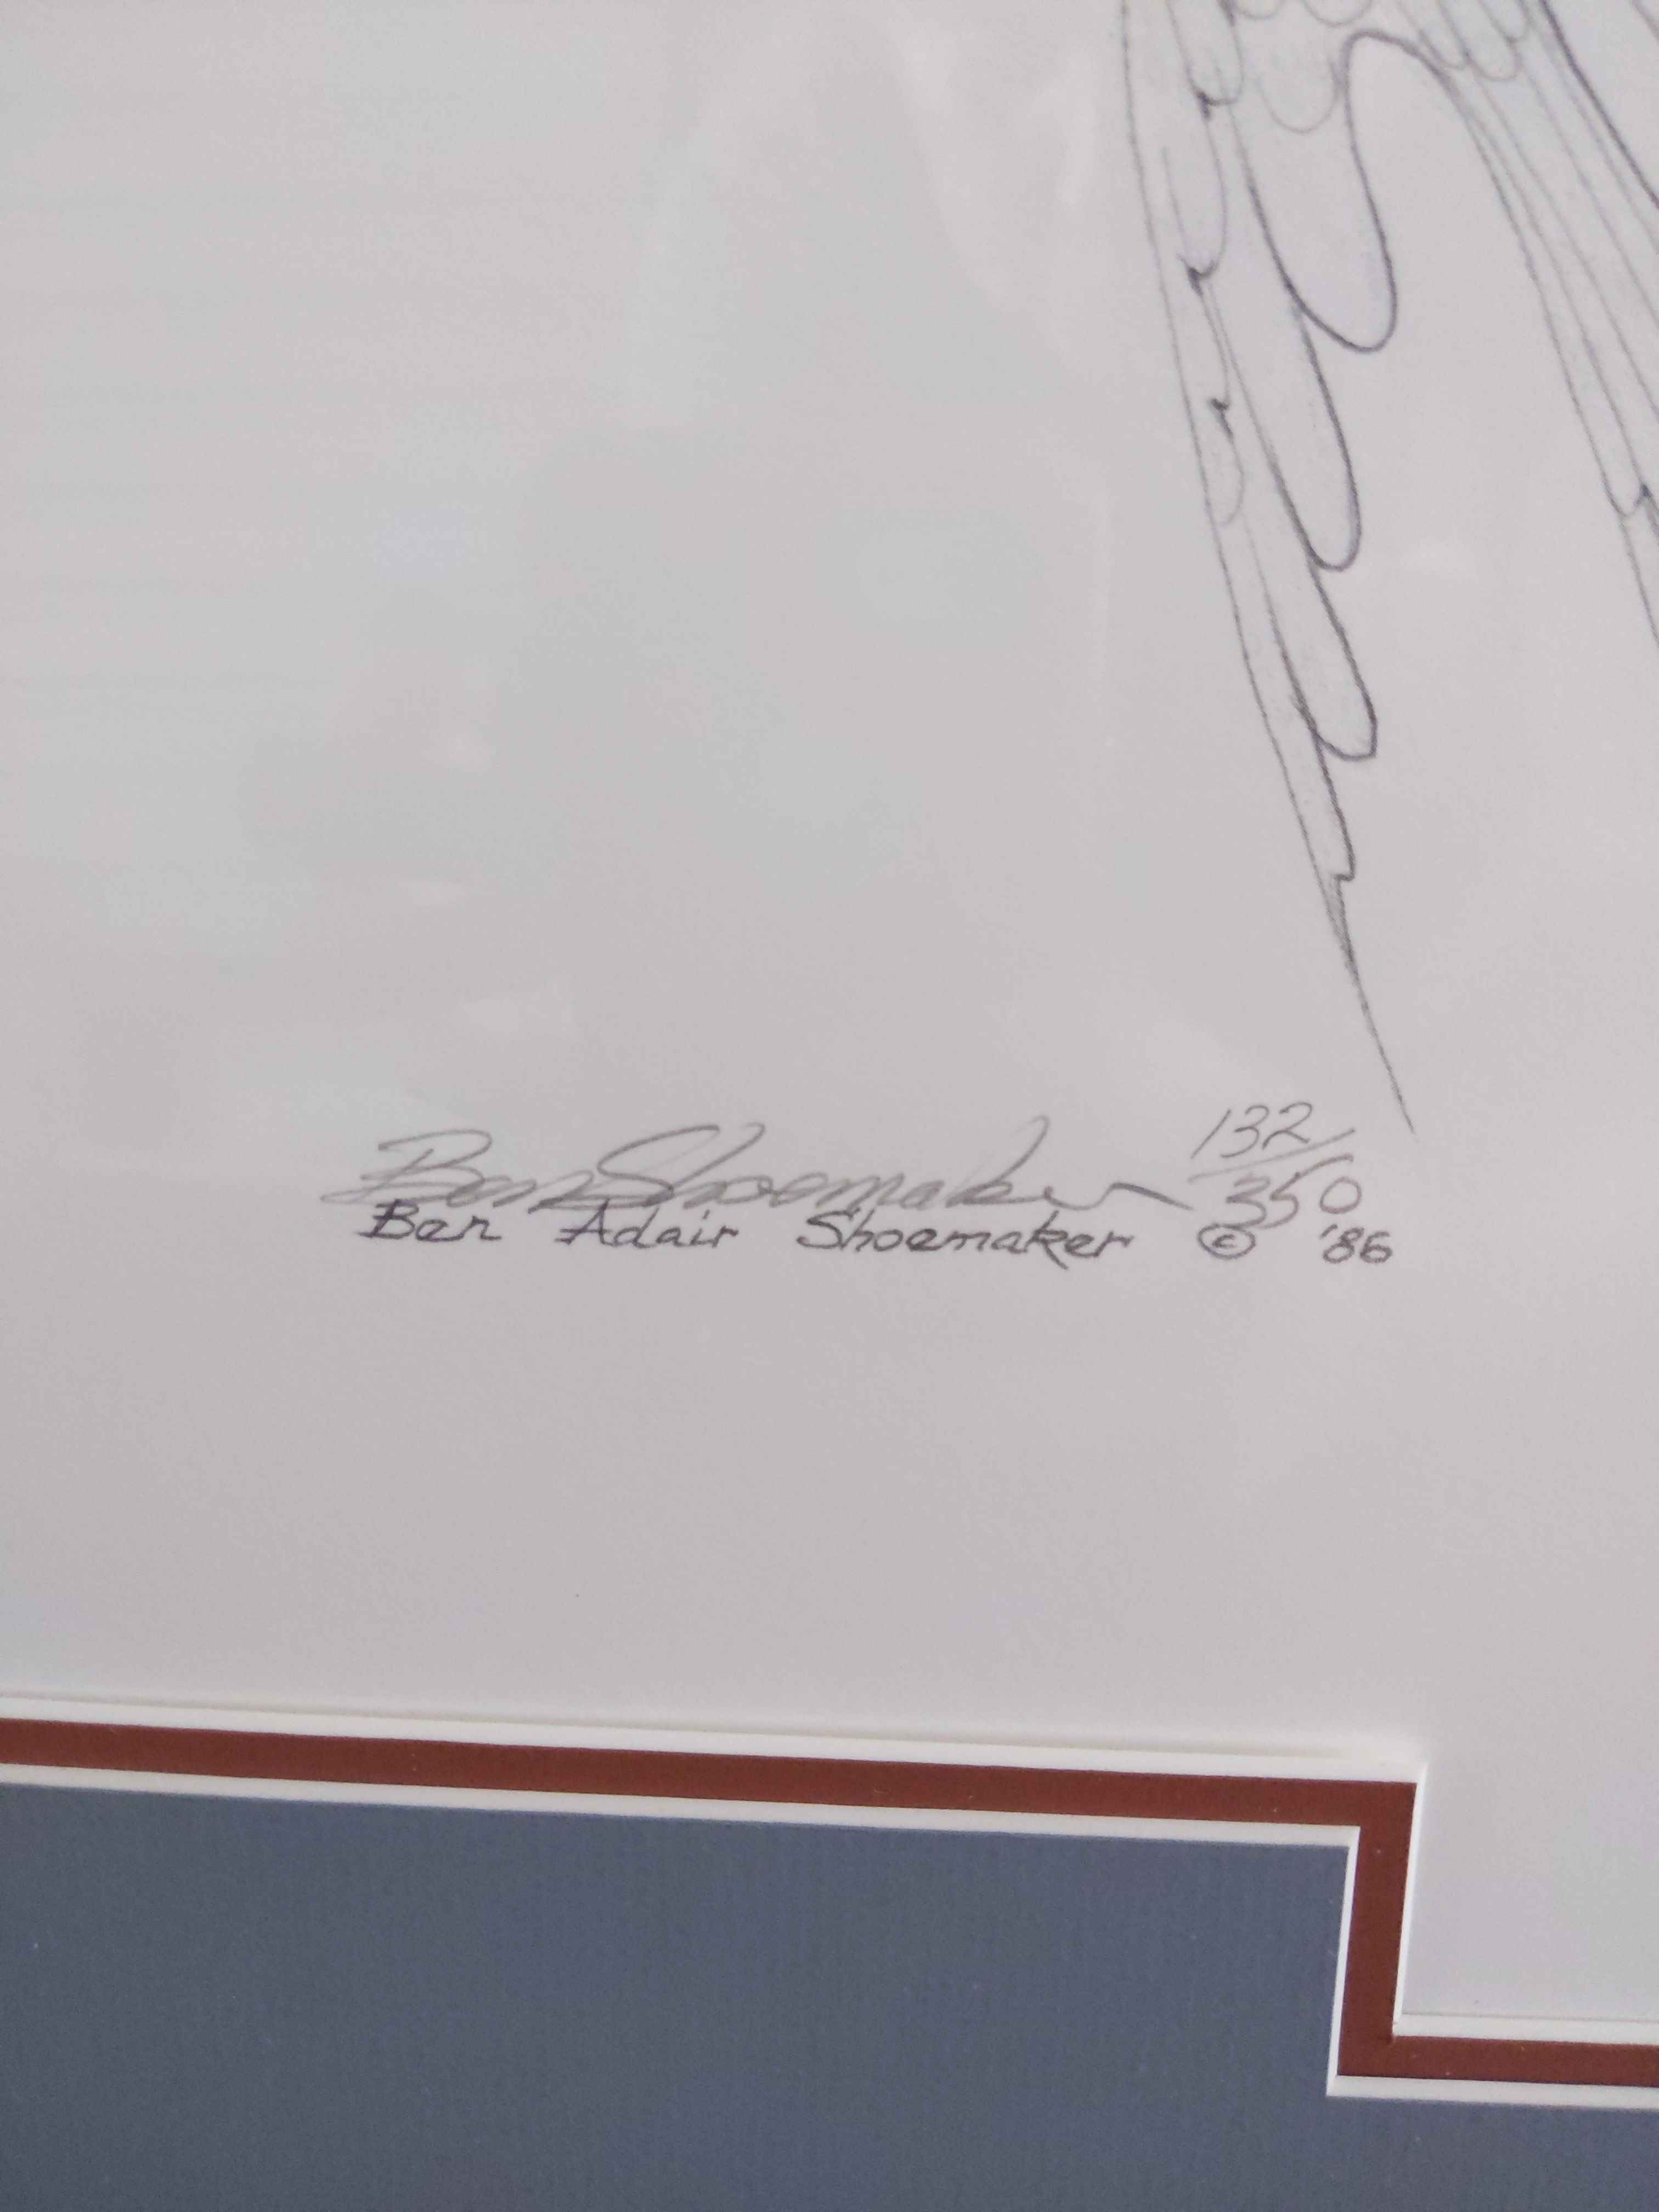 Ben Shoemaker 132/350
Ben Adair Shoemaker © '86